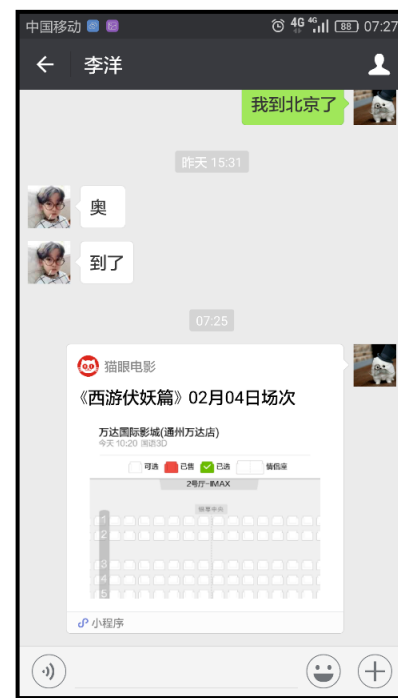 中国移动 4G 4G 88 07:27
李洋
我到北京了
昨天 15:31
奥
到了
07:25
猫眼电影
《西游伏妖篇》02月04日场次
万达国际影城(通州万达店)
今天 10:20 国语3D
可选 已售 已选 情侣座
2号厅-IMAX
银幕中央
1
2
3
4
5
小程序